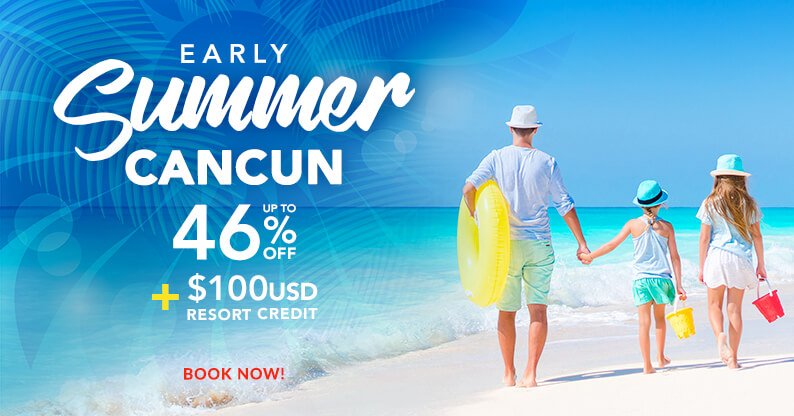 EARLY
Summer
CANCUN
46% UP TO OFF
+ $100USD
RESORT CREDIT
BOOK NOW!